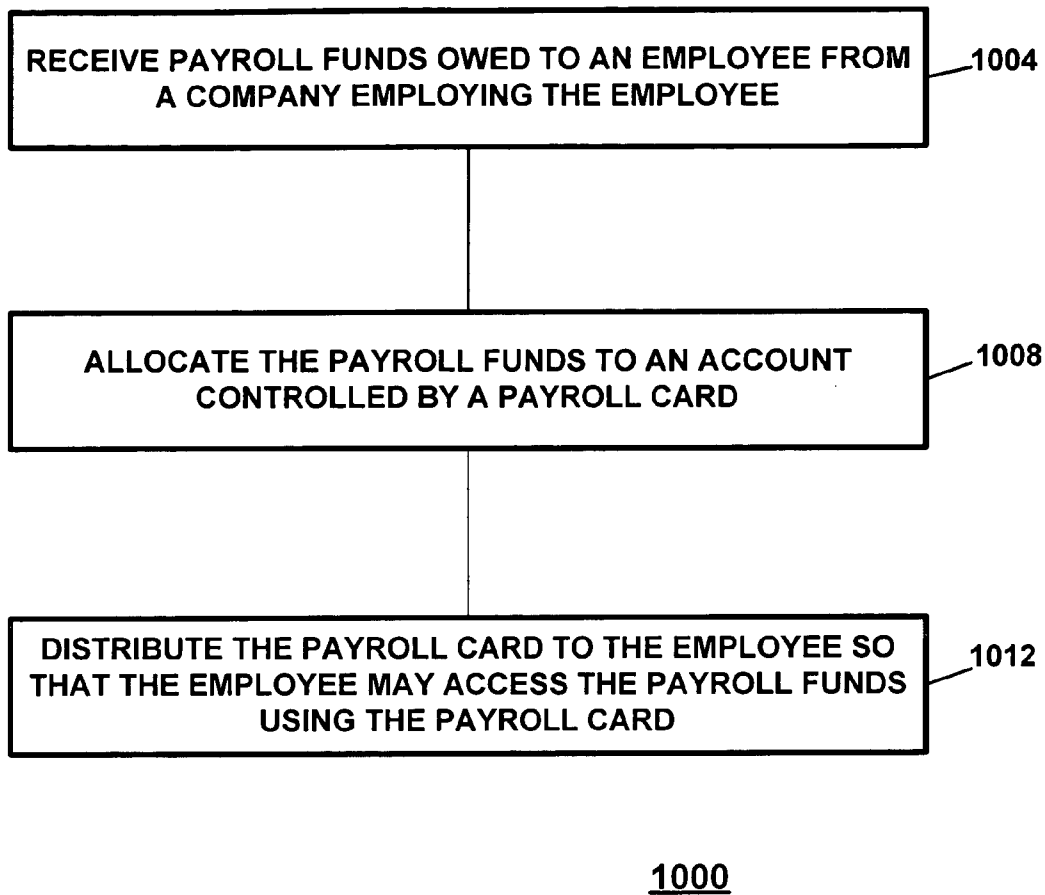 RECEIVE PAYROLL FUNDS OWED TO AN EMPLOYEE FROM
A COMPANY EMPLOYING THE EMPLOYEE
1004
ALLOCATE THE PAYROLL FUNDS TO AN ACCOUNT
CONTROLLED BY A PAYROLL CARD
1008
DISTRIBUTE THE PAYROLL CARD TO THE EMPLOYEE SO
THAT THE EMPLOYEE MAY ACCESS THE PAYROLL FUNDS
USING THE PAYROLL CARD
1012
1000